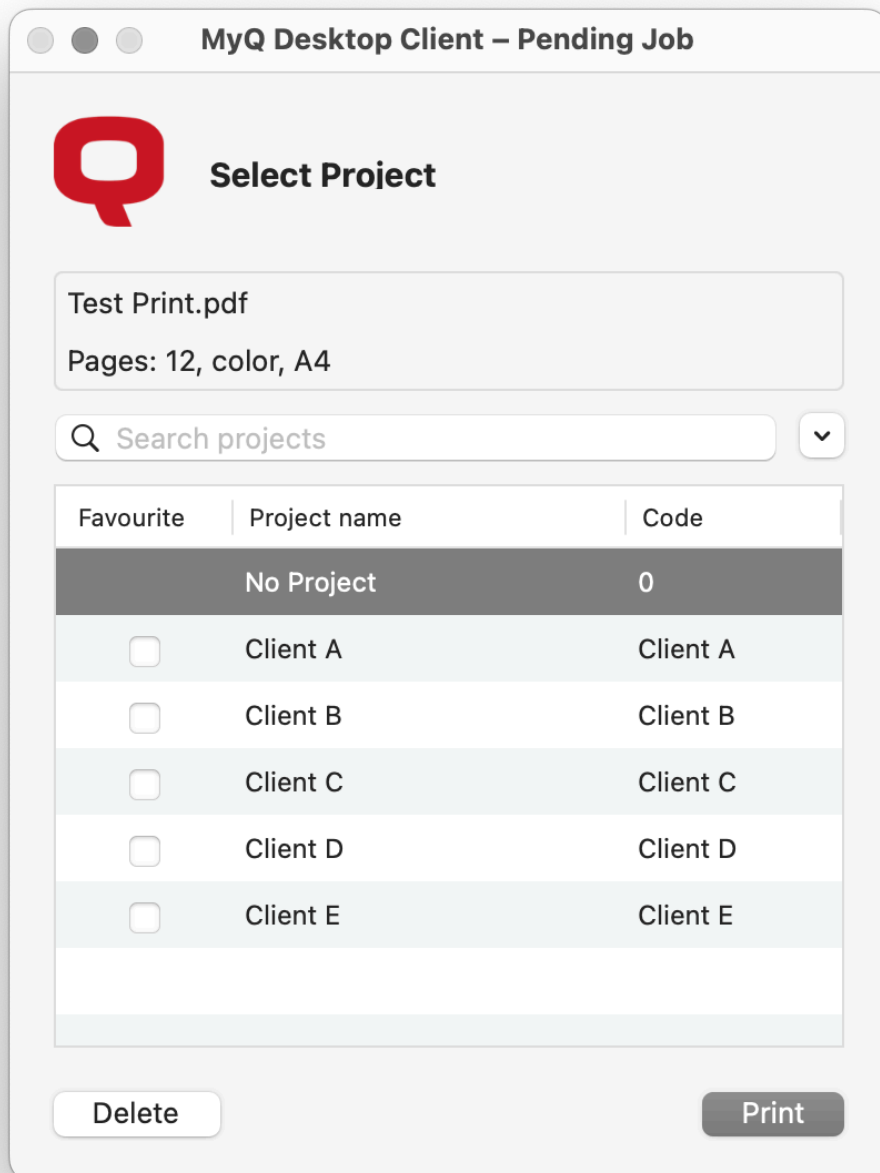 MyQ Desktop Client – Pending Job
Select Project
Test Print.pdf
Pages: 12, color, A4
Search projects
Favourite Project name Code
No Project 0
Client A Client A
Client B Client B
Client C Client C
Client D Client D
Client E Client E
Delete Print